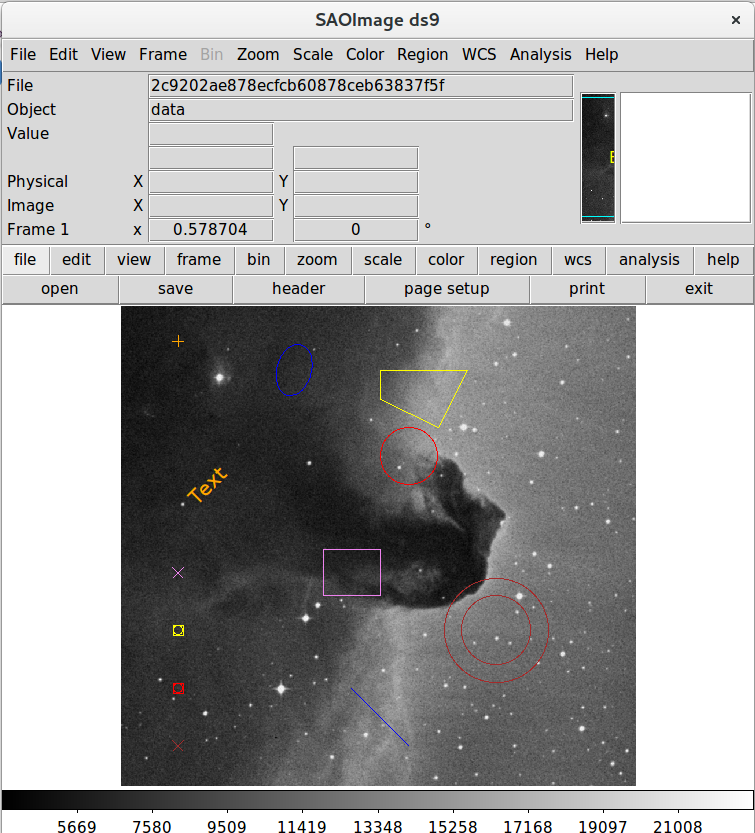 SAOImage ds9
File Edit View Frame Bin Zoom Scale Color Region WCS Analysis Help
File 2c9202ae878ecfcb60878ceb63837f5f
Object data
Value
Physical X Y
Image X Y
Frame 1 x 0.578704 0 °
file edit view frame bin zoom scale color region wcs analysis help
open save header page setup print exit
Text
5669 7580 9509 11419 13348 15258 17168 19097 21008